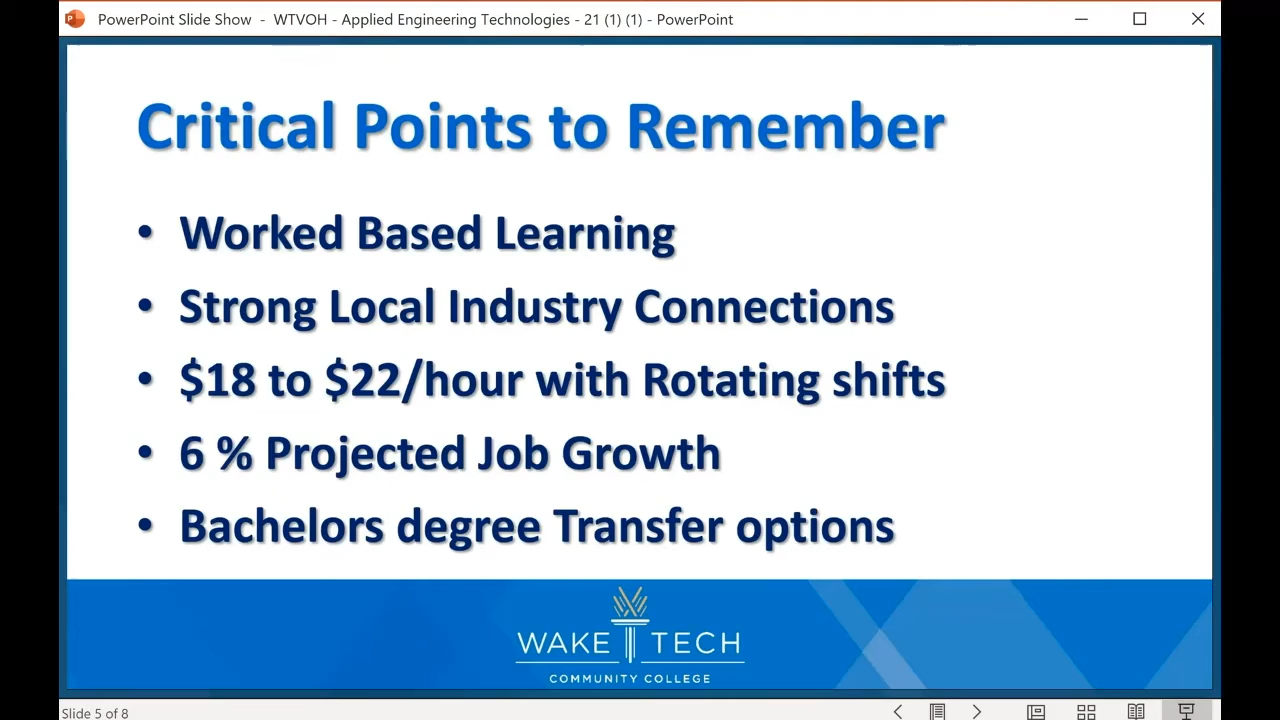 PowerPoint Slide Show - WTVOH - Applied Engineering Technologies - 21 (1) (1) - PowerPoint
Critical Points to Remember
• Worked Based Learning
• Strong Local Industry Connections
• $18 to $22/hour with Rotating shifts
• 6 % Projected Job Growth
• Bachelors degree Transfer options
WAKE TECH
COMMUNITY COLLEGE
Slide 5 of 8